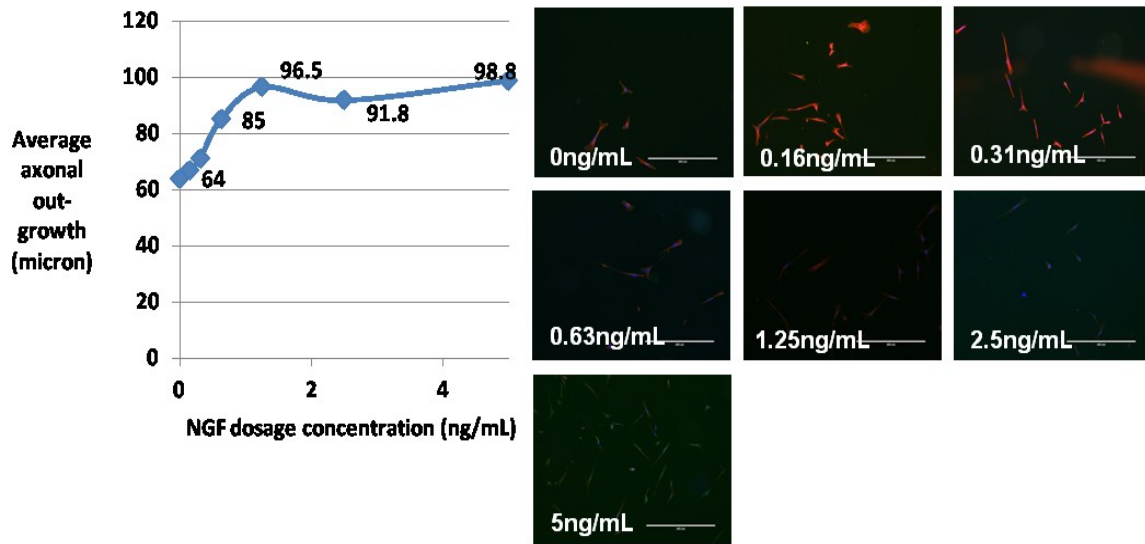 120
100
80
60
40
20
0
0
2
4
64
85
96.5
91.8
98.8
Average
axonal
out-
growth
(micron)
NGF dosage concentration (ng/mL)
0ng/mL
0.16ng/mL
0.31ng/mL
0.63ng/mL
1.25ng/mL
2.5ng/mL
5ng/mL